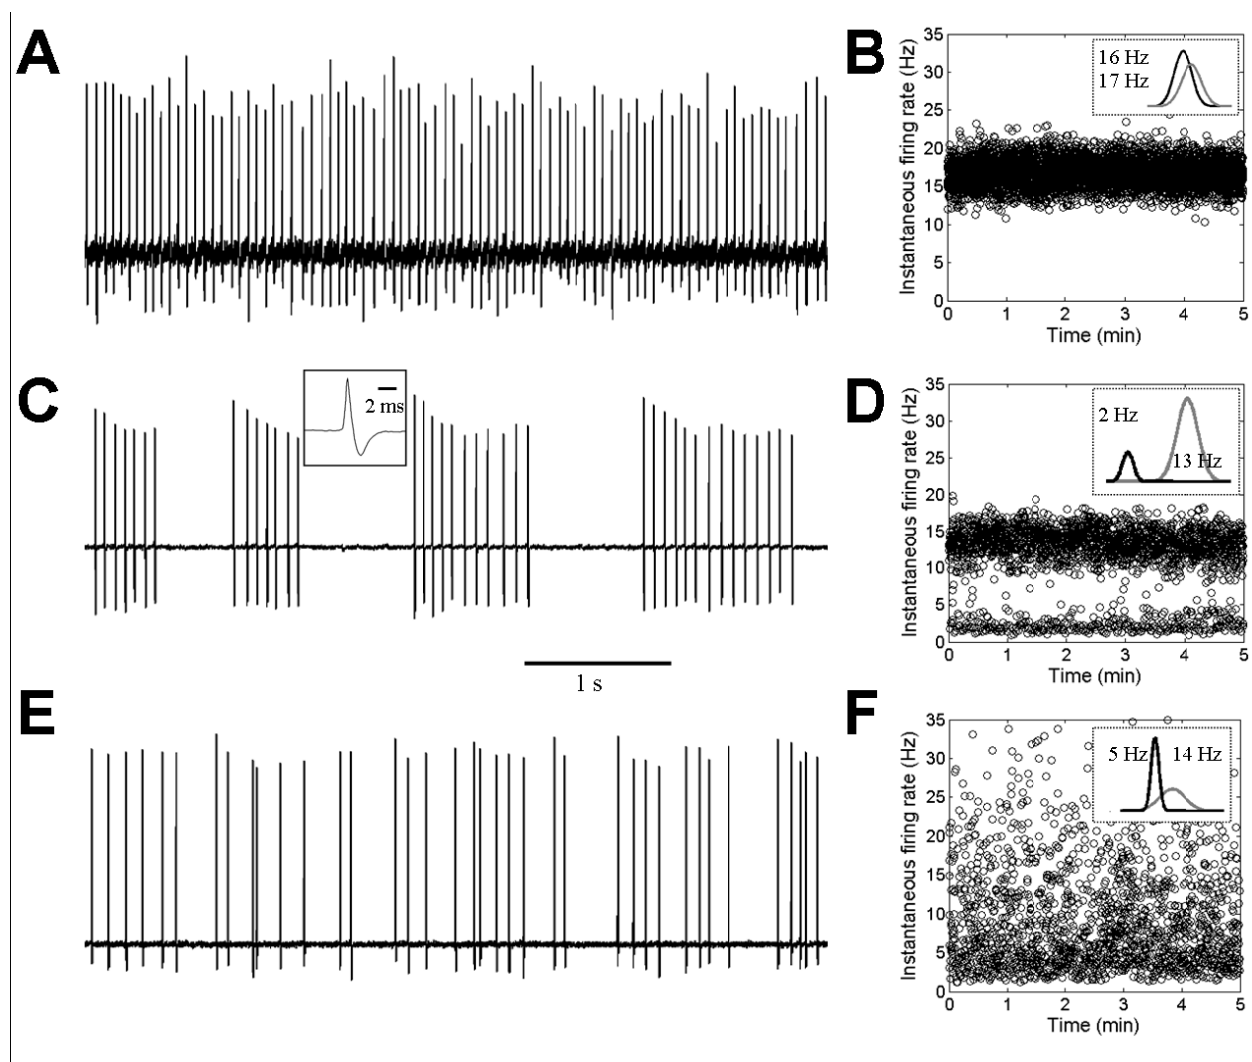 A
B
Instantaneous firing rate (Hz)
35
30
25
20
15
10
5
0
16 Hz
17 Hz
0 1 2 3 4 5
Time (min)
C
2 ms
D
Instantaneous firing rate (Hz)
35
30
25
20
15
10
5
0
2 Hz
13 Hz
0 1 2 3 4 5
Time (min)
1 s
E
F
Instantaneous firing rate (Hz)
35
30
25
20
15
10
5
0
5 Hz 14 Hz
0 1 2 3 4 5
Time (min)